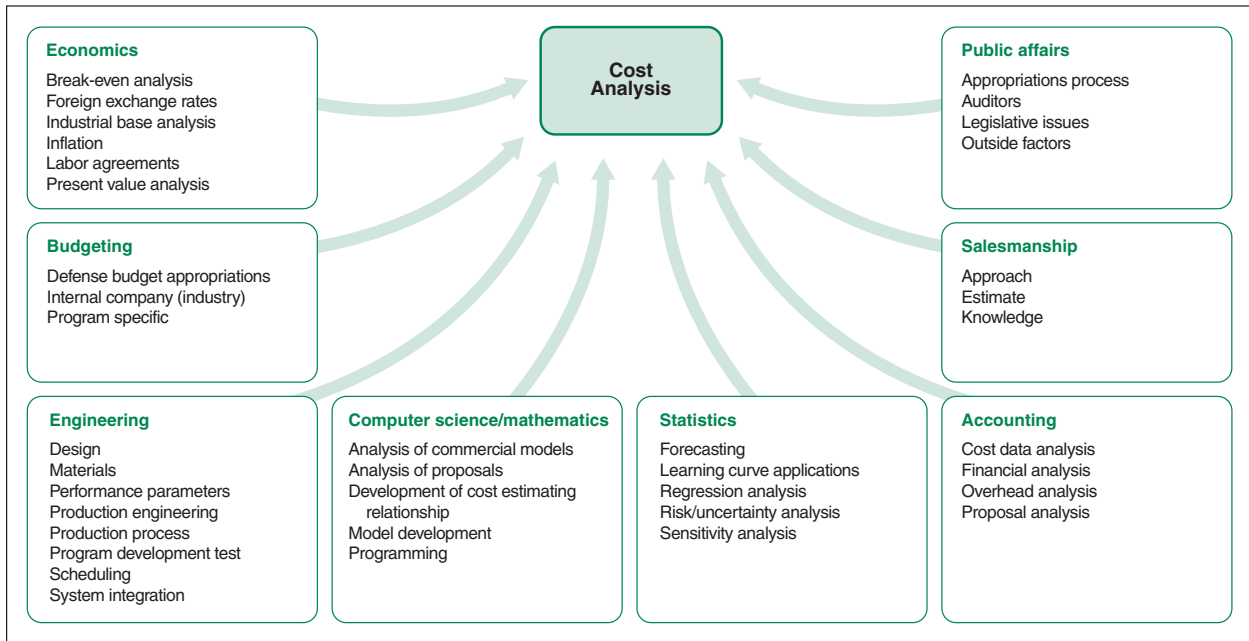 Economics
Break-even analysis
Foreign exchange rates
Industrial base analysis
Inflation
Labor agreements
Present value analysis
Cost
Analysis
Public affairs
Appropriations process
Auditors
Legislative issues
Outside factors
Budgeting
Defense budget appropriations
Internal company (industry)
Program specific
Salesmanship
Approach
Estimate
Knowledge
Engineering
Design
Materials
Performance parameters
Production engineering
Production process
Program development test
Scheduling
System integration
Computer science/mathematics
Analysis of commercial models
Analysis of proposals
Development of cost estimating
relationship
Model development
Programming
Statistics
Forecasting
Learning curve applications
Regression analysis
Risk/uncertainty analysis
Sensitivity analysis
Accounting
Cost data analysis
Financial analysis
Overhead analysis
Proposal analysis